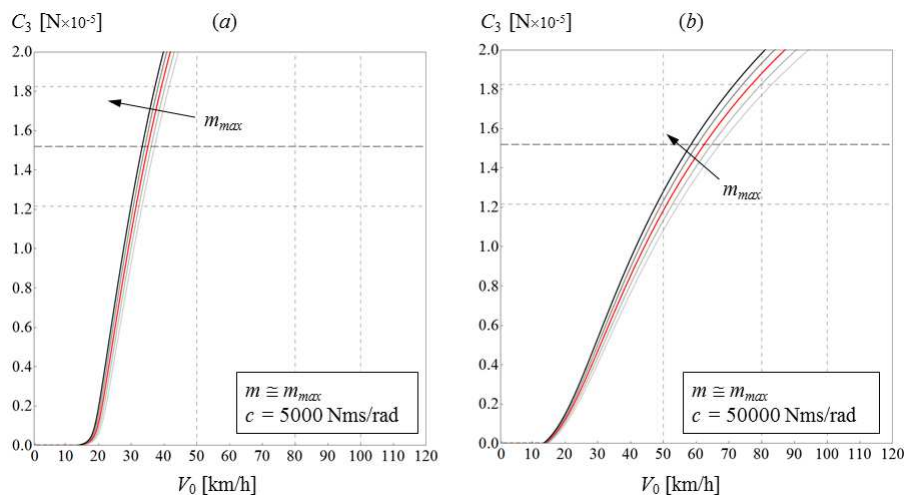 C3 [N×10-5] (a)
2.0
1.8
1.6
1.4
1.2
1.0
0.8
0.6
0.4
0.2
0.0
mmax
m ≅ mmax
c = 5000 Nms/rad
0 10 20 30 40 50 60 70 80 90 100 110 120
V0 [km/h]
C3 [N×10-5] (b)
2.0
1.8
1.6
1.4
1.2
1.0
0.8
0.6
0.4
0.2
0.0
mmax
m ≅ mmax
c = 50000 Nms/rad
0 10 20 30 40 50 60 70 80 90 100 110 120
V0 [km/h]